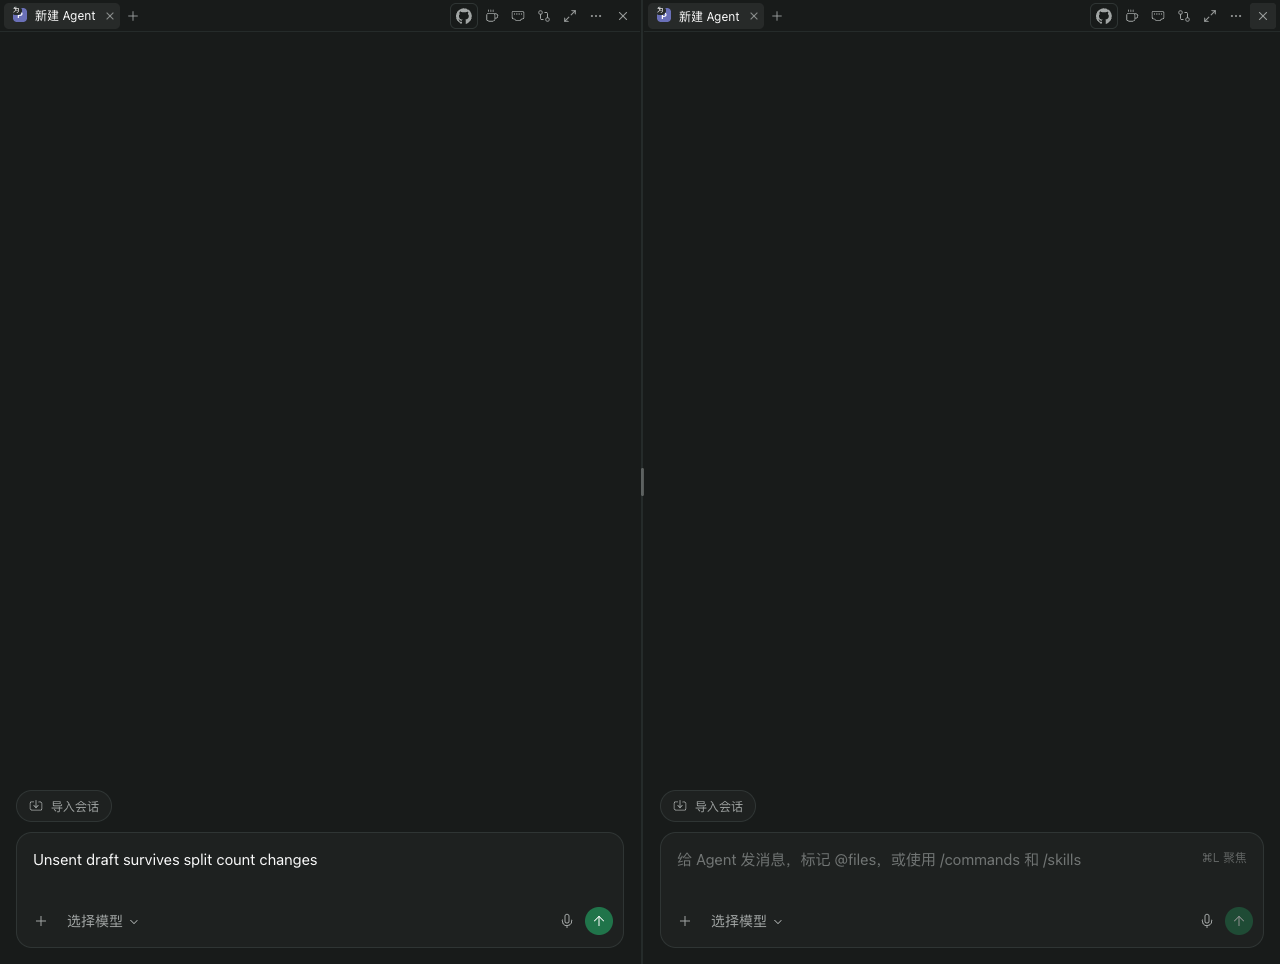 新建 Agent
新建 Agent
导入会话
Unsent draft survives split count changes
选择模型
导入会话
给 Agent 发消息，标记 @files，或使用 /commands 和 /skills
⌘L 聚焦
选择模型